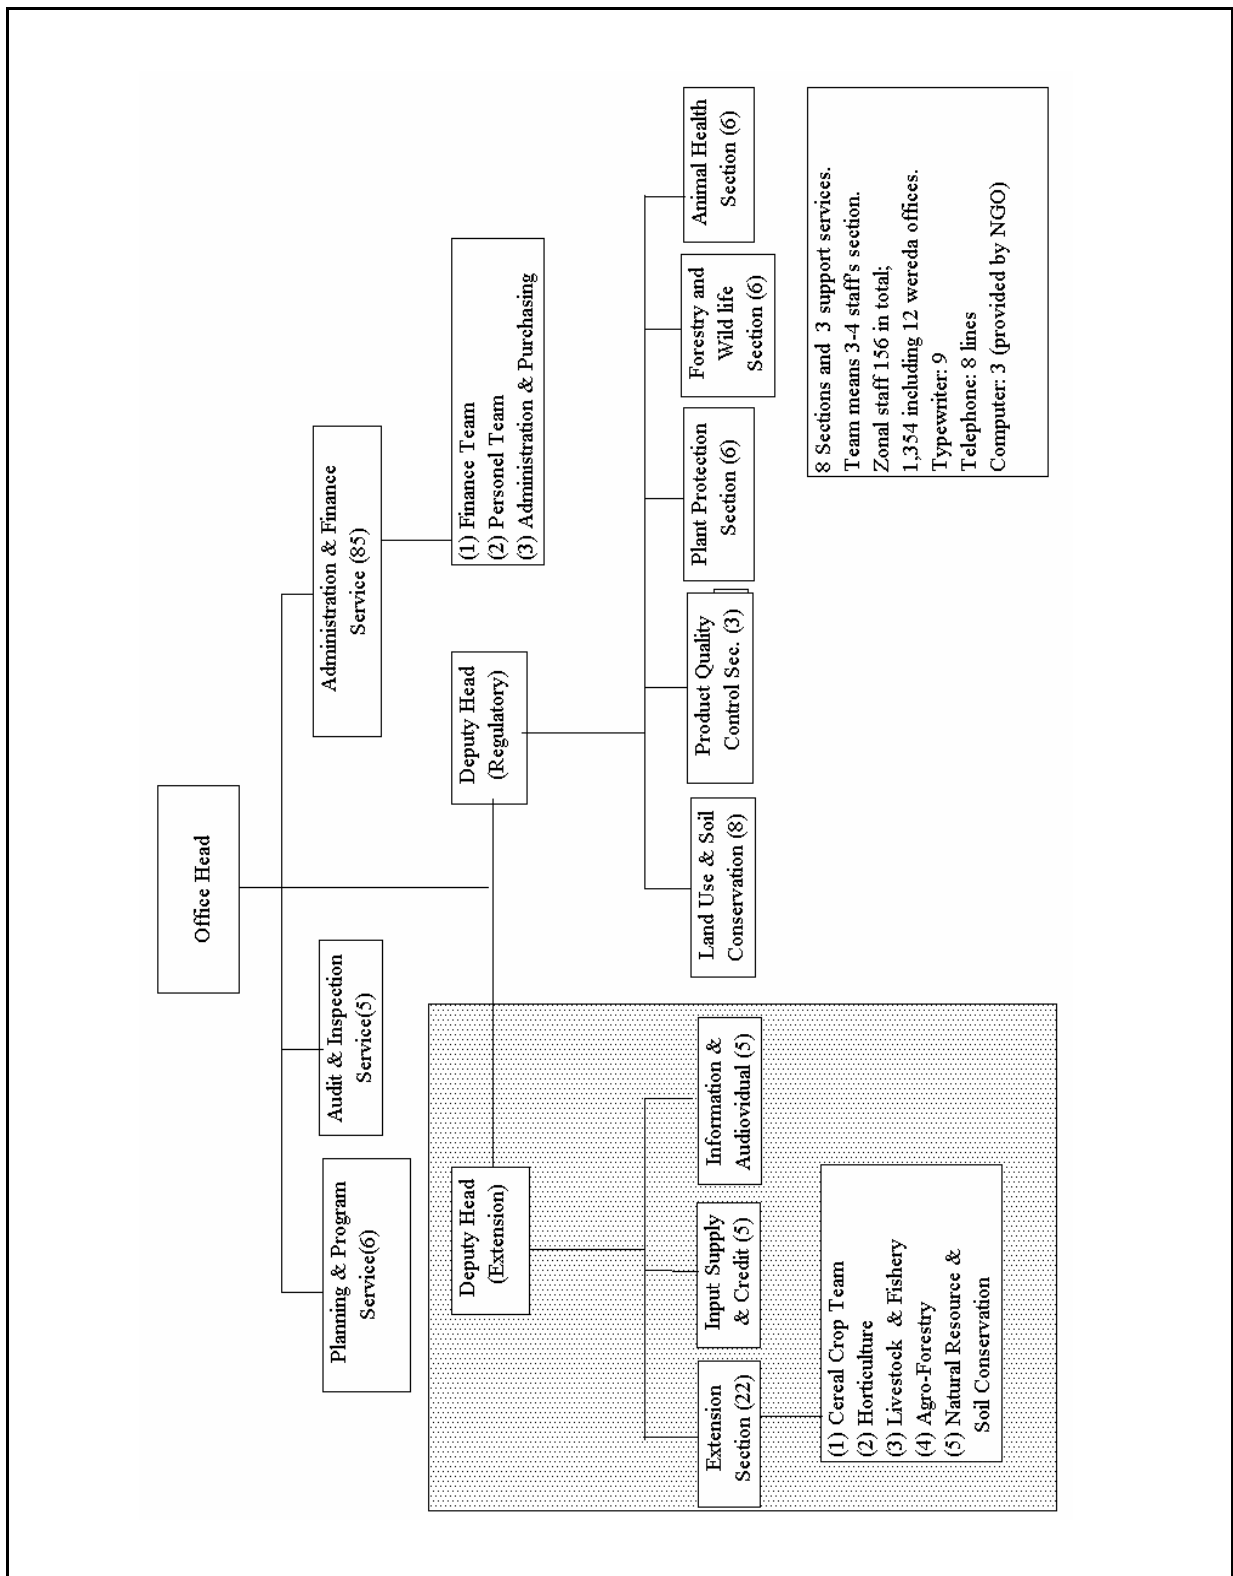 Office Head
Planning & Program
Service(6)
Audit & Inspection
Service(5)
Administration & Finance
Service (85)
Deputy Head
(Extension)
Deputy Head
(Regulatory)
(1) Finance Team
(2) Personel Team
(3) Administration & Purchasing
Extension
Section (22)
Input Supply
& Credit (5)
Information &
Audiovidual (5)
Land Use & Soil
Conservation (8)
Product Quality
Control Sec. (3)
Plant Protection
Section (6)
Forestry and
Wild life
Section (6)
Animal Health
Section (6)
(1) Cereal Crop Team
(2) Horticulture
(3) Livestock & Fishery
(4) Agro-Forestry
(5) Natural Resource &
Soil Conservation
8 Sections and 3 support services.
Team means 3-4 staff's section.
Zonal staff 156 in total;
1,354 including 12 wereda offices.
Typewriter: 9
Telephone: 8 lines
Computer: 3 (provided by NGO)